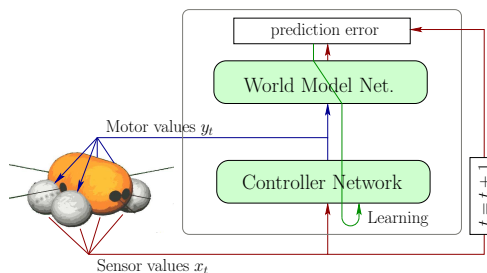 prediction error
World Model Net.
Motor values y_t
Controller Network
Learning
t = t + 1
Sensor values x_t